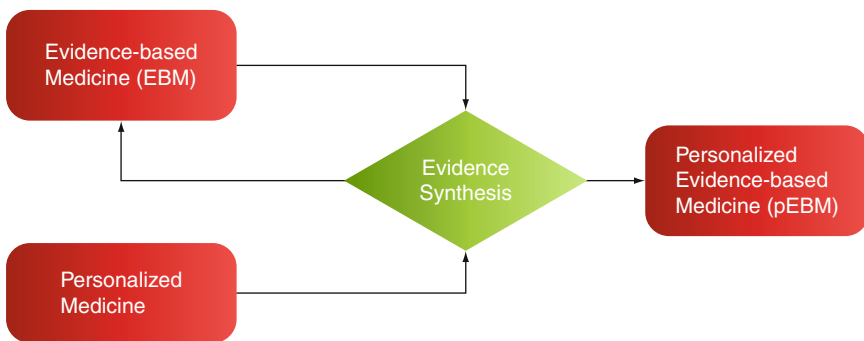 Evidence-based
Medicine (EBM)
Evidence
Synthesis
Personalized
Evidence-based
Medicine (pEBM)
Personalized
Medicine